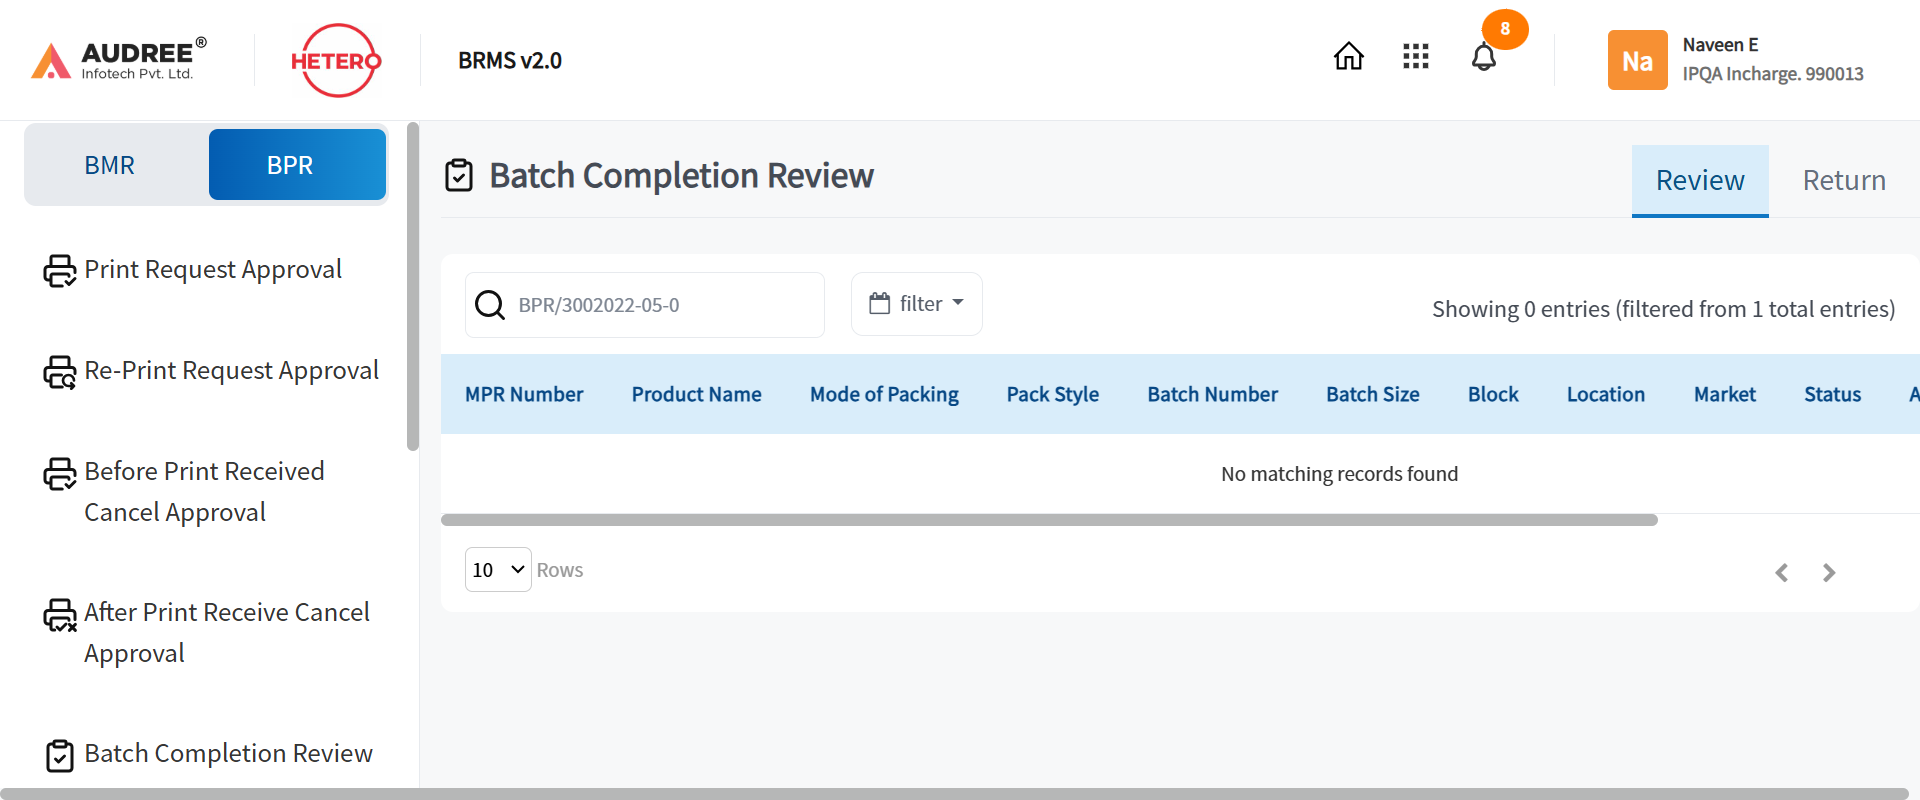 AUDREE®
Infotech Pvt. Ltd.
HETERO
BRMS v2.0
8
Na
Naveen E
IPQA Incharge. 990013
BMR
BPR
Print Request Approval
Re-Print Request Approval
Before Print Received
Cancel Approval
After Print Receive Cancel
Approval
Batch Completion Review
Batch Completion Review
Review
Return
BPR/3002022-05-0
filter
Showing 0 entries (filtered from 1 total entries)
MPR Number Product Name Mode of Packing Pack Style Batch Number Batch Size Block Location Market Status A
No matching records found
10
Rows